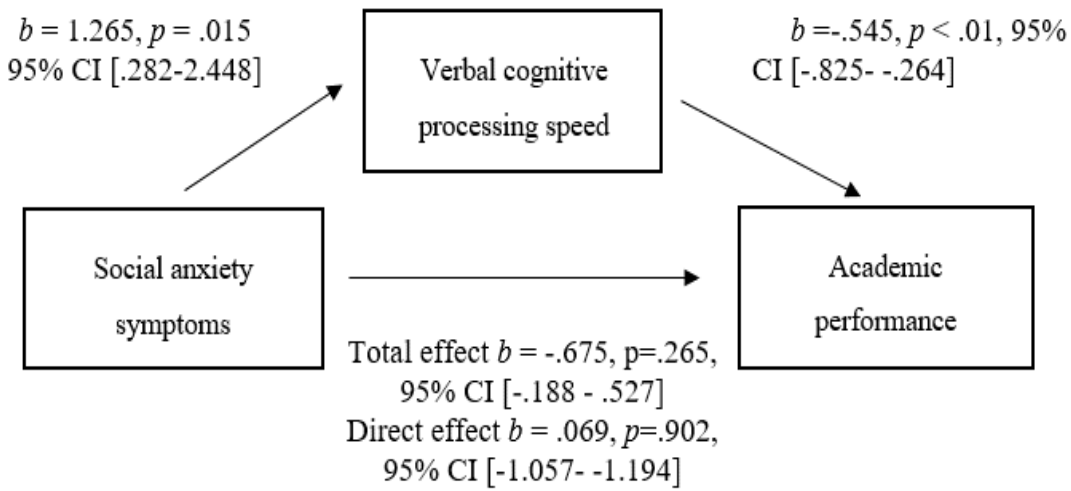 b = 1.265, p = .015
95% CI [.282-2.448]
Verbal cognitive
processing speed
b =-.545, p < .01, 95%
CI [-.825- -.264]
Social anxiety
symptoms
Academic
performance
Total effect b = -.675, p=.265,
95% CI [-.188 - .527]
Direct effect b = .069, p=.902,
95% CI [-1.057- -1.194]